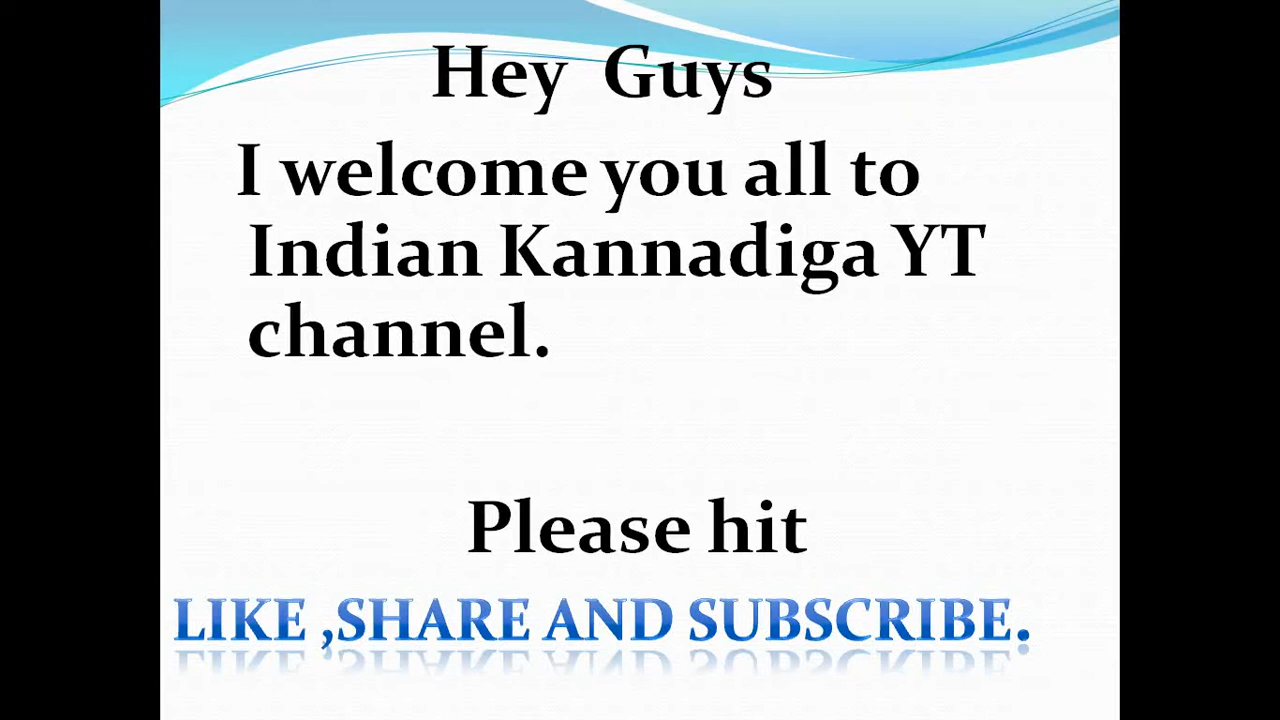 Hey Guys
I welcome you all to
Indian Kannadiga YT
channel.
Please hit
LIKE ,SHARE AND SUBSCRIBE.